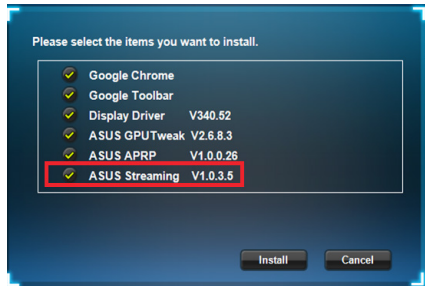 Please select the items you want to install.
Google Chrome
Google Toolbar
Display Driver V340.52
ASUS GPUTweak V2.6.8.3
ASUS APRP V1.0.0.26
ASUS Streaming V1.0.3.5
Install Cancel